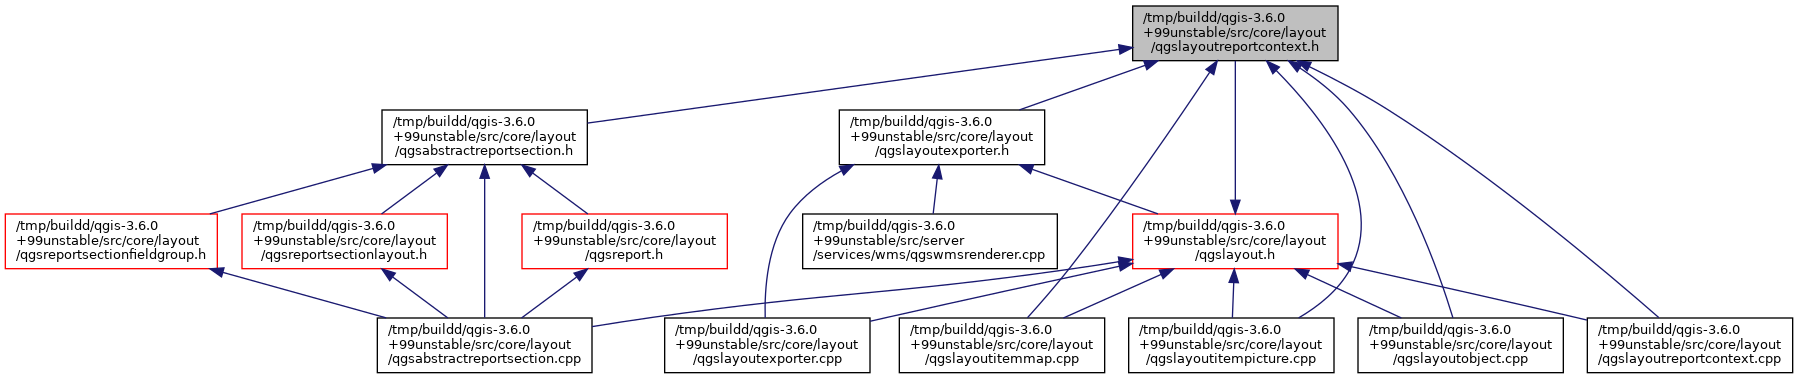 /tmp/buildd/qgis-3.6.0
+99unstable/src/core/layout
/qgslayoutreportcontext.h
/tmp/buildd/qgis-3.6.0
+99unstable/src/core/layout
/qgsabstractreportsection.h
/tmp/buildd/qgis-3.6.0
+99unstable/src/core/layout
/qgslayoutexporter.h
/tmp/buildd/qgis-3.6.0
+99unstable/src/core/layout
/qgsreportsectionfieldgroup.h
/tmp/buildd/qgis-3.6.0
+99unstable/src/core/layout
/qgsreportsectionlayout.h
/tmp/buildd/qgis-3.6.0
+99unstable/src/core/layout
/qgsreport.h
/tmp/buildd/qgis-3.6.0
+99unstable/src/server
/services/wms/qgswmsrenderer.cpp
/tmp/buildd/qgis-3.6.0
+99unstable/src/core/layout
/qgslayout.h
/tmp/buildd/qgis-3.6.0
+99unstable/src/core/layout
/qgsabstractreportsection.cpp
/tmp/buildd/qgis-3.6.0
+99unstable/src/core/layout
/qgslayoutexporter.cpp
/tmp/buildd/qgis-3.6.0
+99unstable/src/core/layout
/qgslayoutitemmap.cpp
/tmp/buildd/qgis-3.6.0
+99unstable/src/core/layout
/qgslayoutitempicture.cpp
/tmp/buildd/qgis-3.6.0
+99unstable/src/core/layout
/qgslayoutobject.cpp
/tmp/buildd/qgis-3.6.0
+99unstable/src/core/layout
/qgslayoutreportcontext.cpp